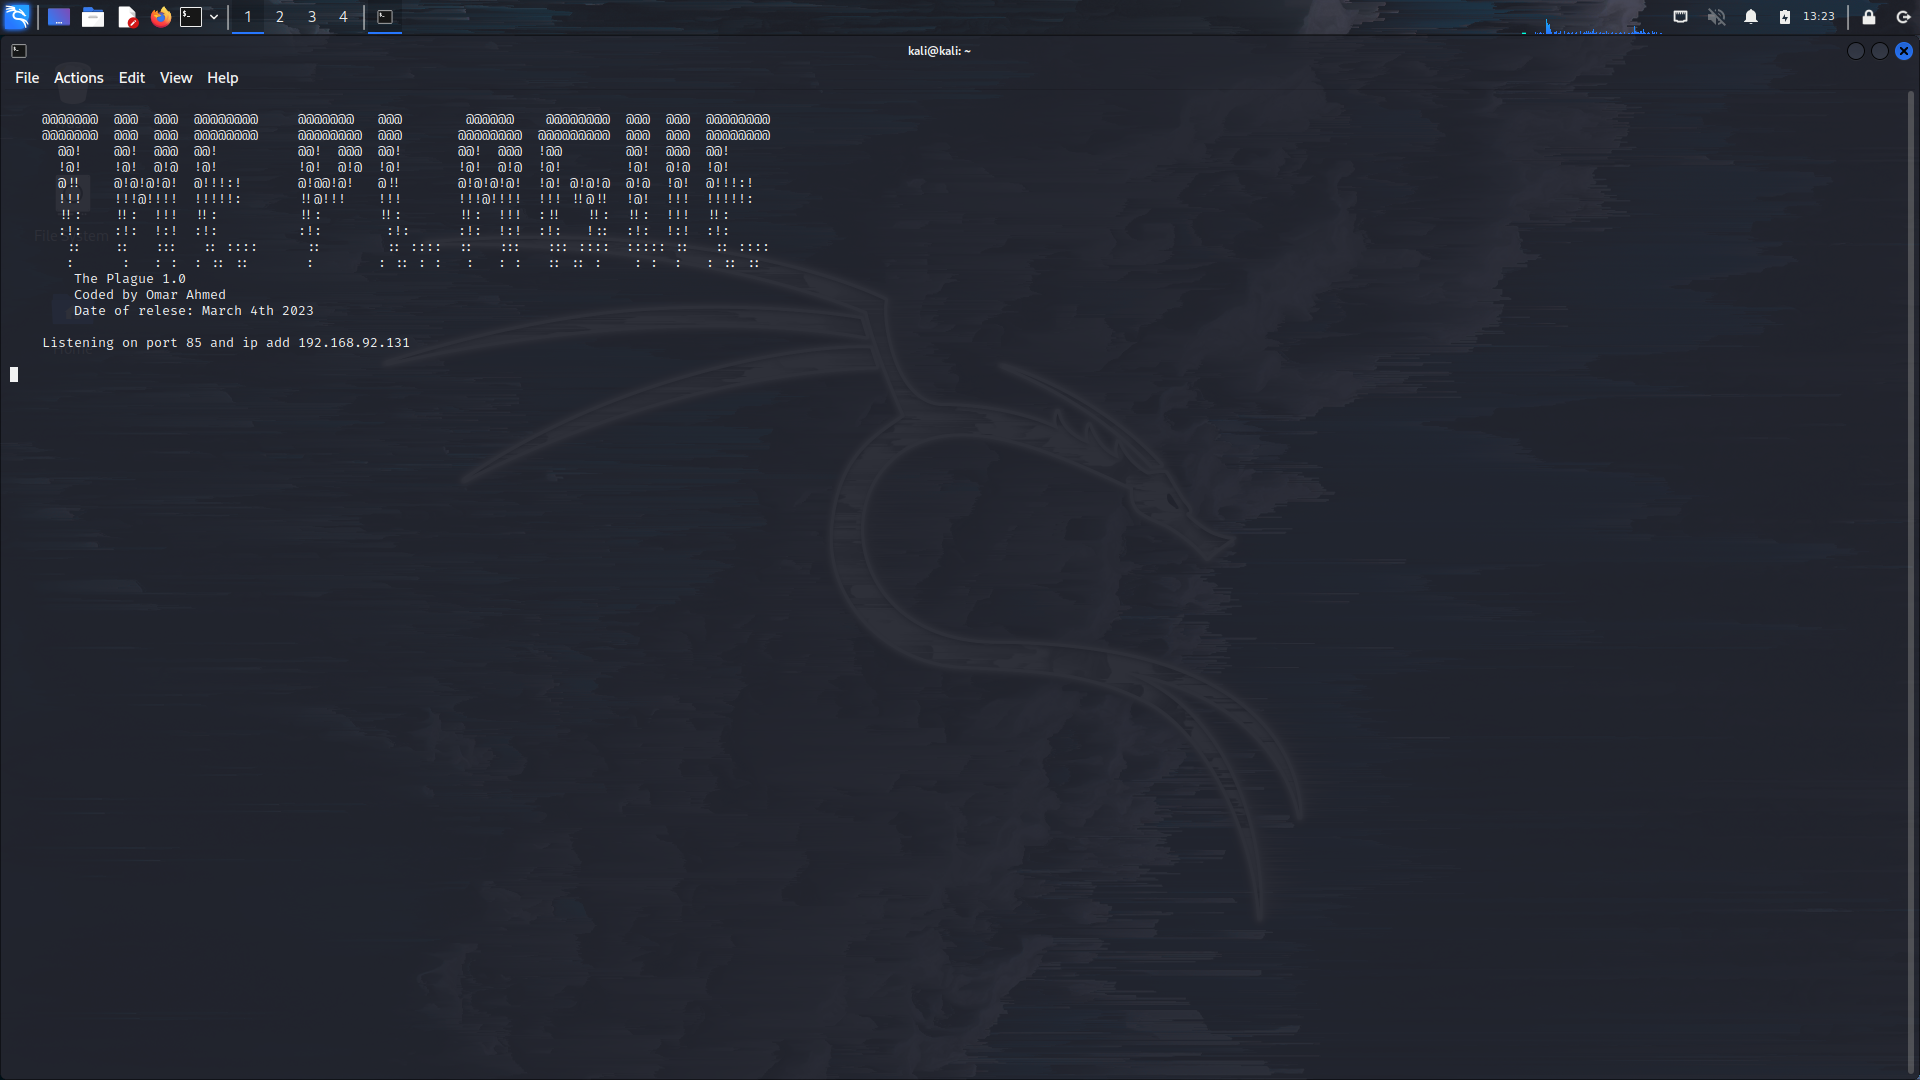 1 2 3 4 13:23
kali@kali: ~
File Actions Edit View Help
THE PLAGUE
The Plague 1.0
Coded by Omar Ahmed
Date of relese: March 4th 2023
Listening on port 85 and ip add 192.168.92.131